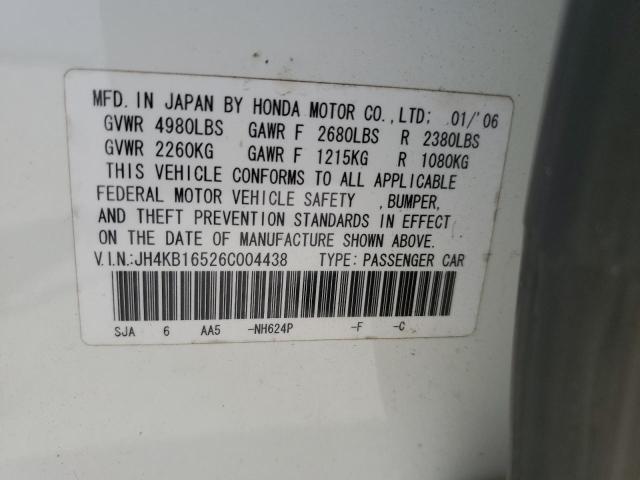 MFD. IN JAPAN BY HONDA MOTOR CO., LTD; 01/'06
GVWR 4980LBS GAWR F 2680LBS R 2380LBS
GVWR 2260KG GAWR F 1215KG R 1080KG
THIS VEHICLE CONFORMS TO ALL APPLICABLE
FEDERAL MOTOR VEHICLE SAFETY ,BUMPER,
AND THEFT PREVENTION STANDARDS IN EFFECT
ON THE DATE OF MANUFACTURE SHOWN ABOVE.
V.I.N.:JH4KB16526C004438 TYPE: PASSENGER CAR
SJA 6 AA5 -NH624P -F -C